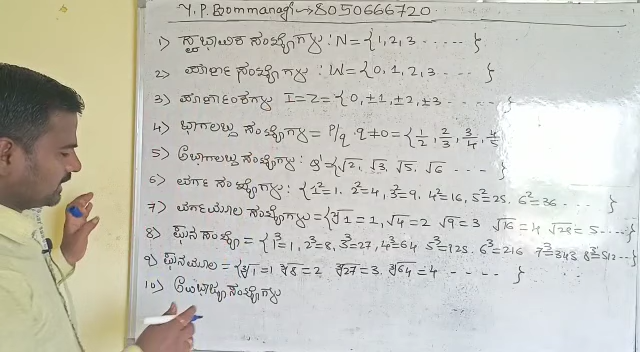 Y. P. Bommanagi → 8050666720
1) ಸ್ವಾಭಾವಿಕ ಸಂಖ್ಯೆಗಳು : N = {1, 2, 3 ..... }
2) ಪೂರ್ಣ ಸಂಖ್ಯೆಗಳು : W = {0, 1, 2, 3 ... }
3) ಪೂರ್ಣಾಂಕಗಳು I = Z = {0, ±1, ±2, ±3 ..... }
4) ಭಾಗಲಬ್ಧ ಸಂಖ್ಯೆಗಳು = P/q . q ≠ 0 = {1/2, 2/3, 3/4, 4/5
5) ಅಭಾಗಲಬ್ಧ ಸಂಖ್ಯೆಗಳು : Q' = {√2, √3, √5, √6 ... }
6) ವರ್ಗ ಸಂಖ್ಯೆಗಳು : {1²=1, 2²=4, 3²=9, 4²=16, 5²=25, 6²=36 ... }
7) ವರ್ಗಮೂಲ ಸಂಖ್ಯೆಗಳು = {√1 = 1, √4 = 2 √9 = 3 √16 = 4 √25 = 5 ....}
8) ಘನ ಸಂಖ್ಯೆ = {1³=1, 2³=8, 3³=27, 4³=64 5³=125. 6³=216 7³=343 8³=512 --}
9) ಘನಮೂಲ = {∛1 = 1 ∛8 = 2 ∛27 = 3. ∛64 = 4 - - - - - }
10) ಅವಿಭಾಜ್ಯ ಸಂಖ್ಯೆಗಳು